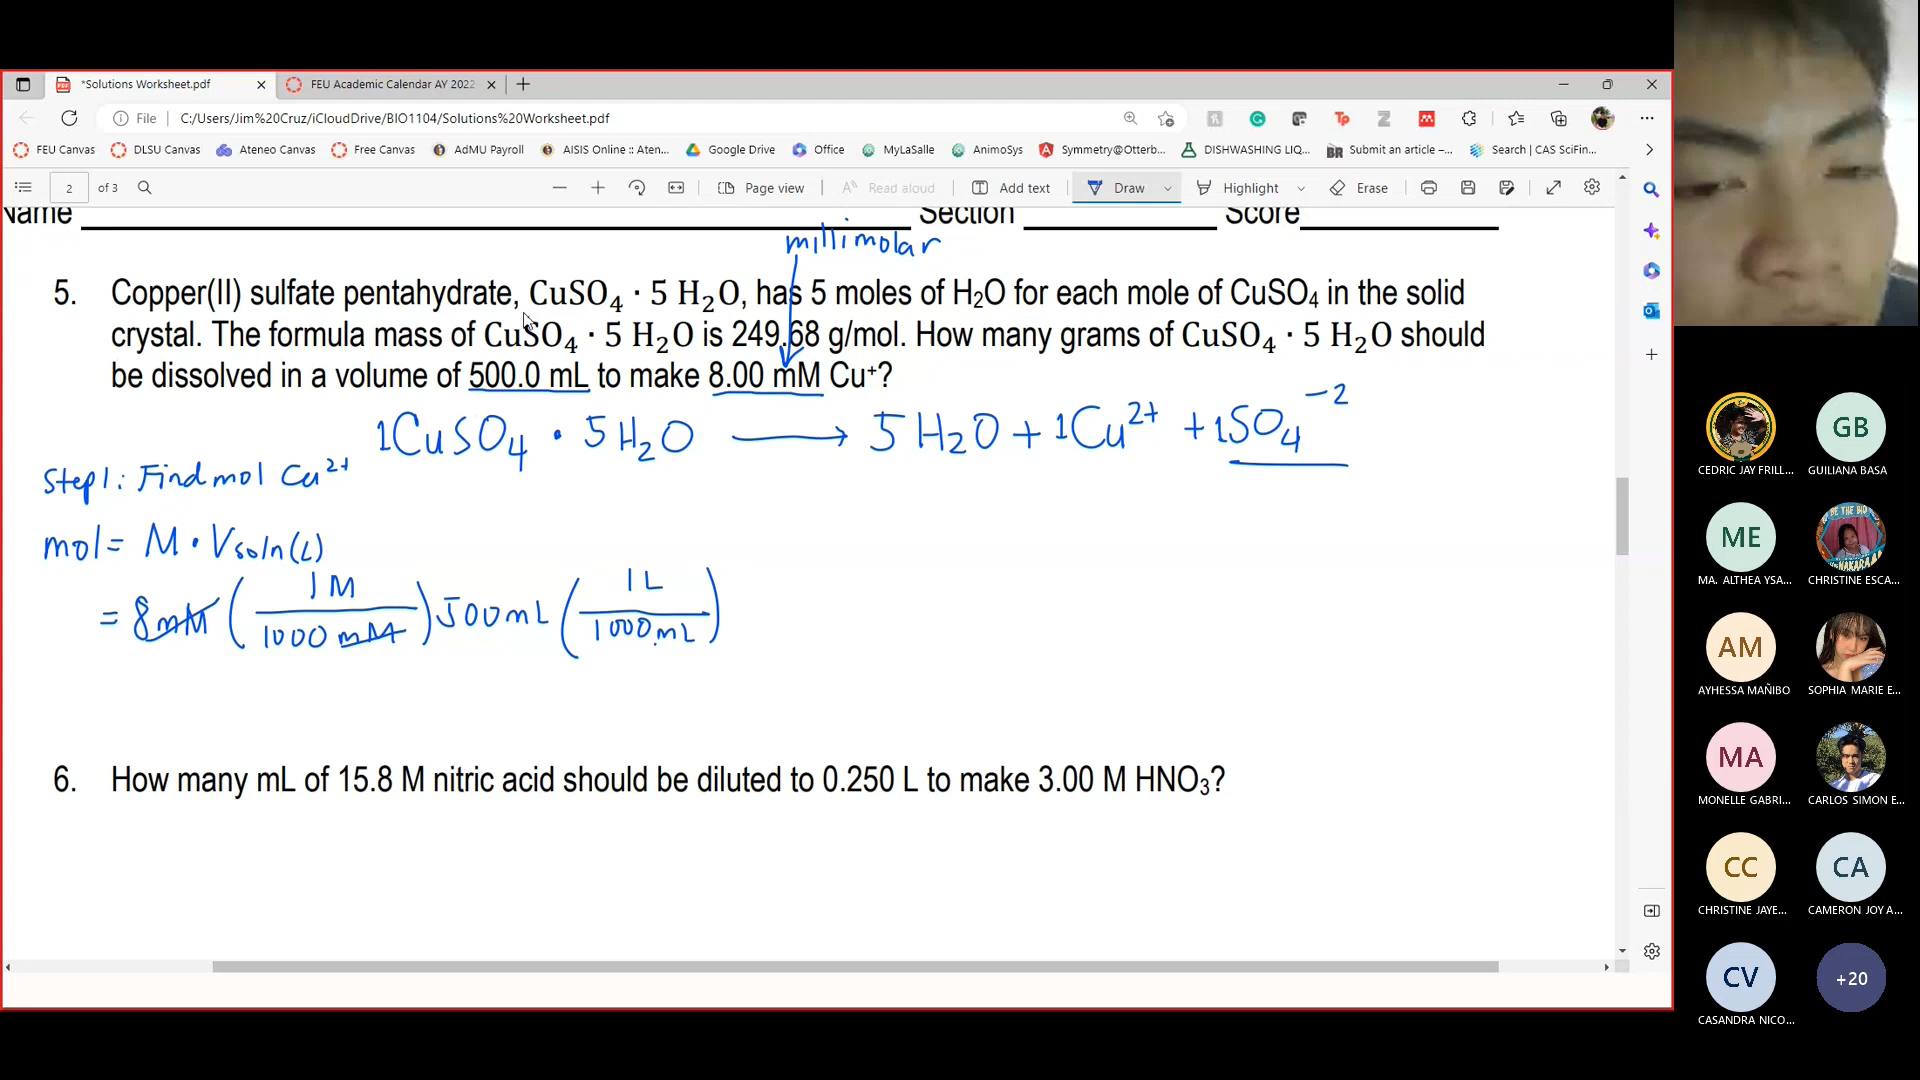 *Solutions Worksheet.pdf
FEU Academic Calendar AY 2022
File
C:/Users/Jim%20Cruz/iCloudDrive/BIO1104/Solutions%20Worksheet.pdf
FEU Canvas DLSU Canvas Ateneo Canvas Free Canvas AdMU Payroll AISIS Online :: Aten... Google Drive Office MyLaSalle AnimoSys Symmetry@Otterb... DISHWASHING LIQ... Submit an article –... Search | CAS SciFin...
2 of 3 Page view Read aloud Add text Draw Highlight Erase
Name Section Score
millimolar
5. Copper(II) sulfate pentahydrate, CuSO₄ · 5 H₂O, has 5 moles of H₂O for each mole of CuSO₄ in the solid
crystal. The formula mass of CuSO₄ · 5 H₂O is 249.68 g/mol. How many grams of CuSO₄ · 5 H₂O should
be dissolved in a volume of 500.0 mL to make 8.00 mM Cu⁺?
1CuSO₄ · 5H₂O → 5H₂O + 1Cu²⁺ + 1SO₄⁻²
Step1: Find mol Cu²⁺
mol = M · Vsoln(L)
= 8mM (1M / 1000 mM) 500mL (1L / 1000mL)
6. How many mL of 15.8 M nitric acid should be diluted to 0.250 L to make 3.00 M HNO₃?
GB
CEDRIC JAY FRILL... GUILIANA BASA
ME
MA. ALTHEA YSA... CHRISTINE ESCA...
AM
AYHESSA MAÑIBO SOPHIA MARIE E...
MA
MONELLE GABRI... CARLOS SIMON E...
CC CA
CHRISTINE JAYE... CAMERON JOY A...
CV +20
CASANDRA NICO...